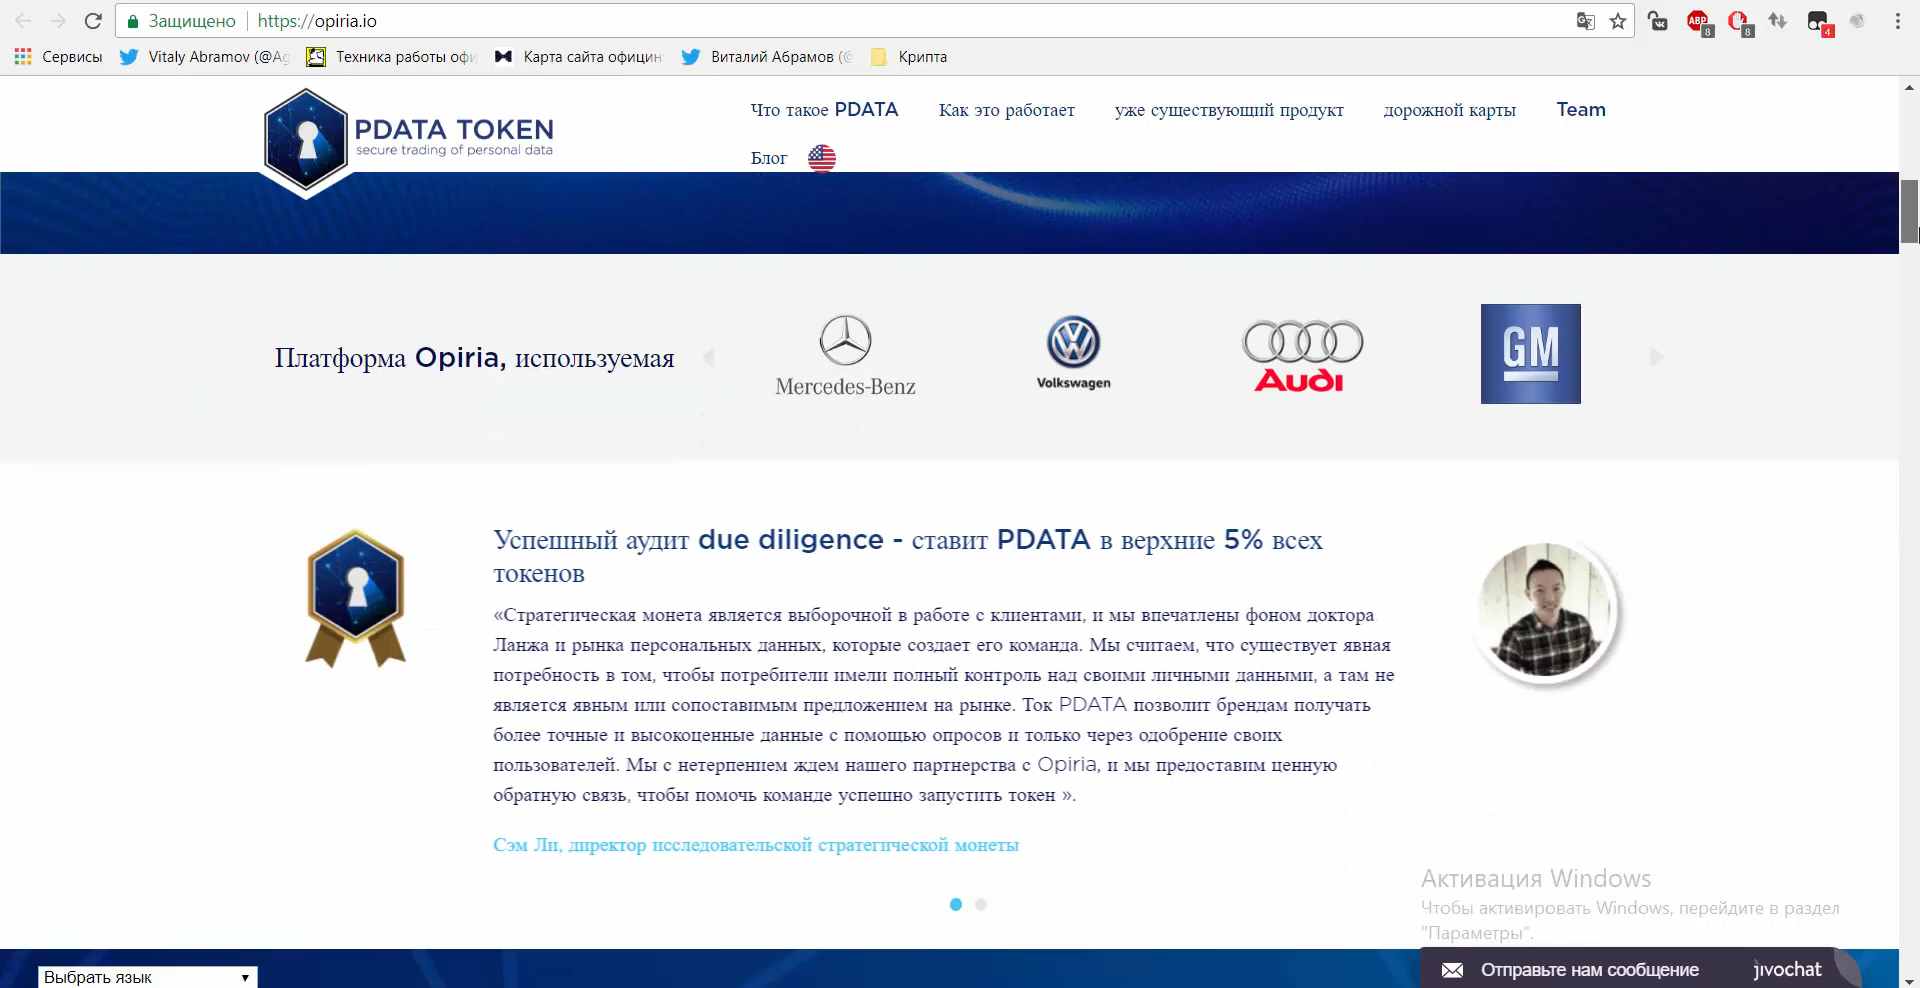 Защищено
https://opiria.io
ABP
8
8
4
Сервисы
Vitaly Abramov (@Ag
Техника работы офи
Карта сайта официн
Виталий Абрамов (@
Крипта
PDATA TOKEN
secure trading of personal data
Что такое PDATA
Как это работает
уже существующий продукт
дорожной карты
Team
Блог
Платформа Opiria, используемая
Mercedes-Benz
Volkswagen
Audi
GM
Успешный аудит due diligence - ставит PDATA в верхние 5% всех
токенов
«Стратегическая монета является выборочной в работе с клиентами, и мы впечатлены фоном доктора
Ланжа и рынка персональных данных, которые создает его команда. Мы считаем, что существует явная
потребность в том, чтобы потребители имели полный контроль над своими личными данными, а там не
является явным или сопоставимым предложением на рынке. Ток PDATA позволит брендам получать
более точные и высокоценные данные с помощью опросов и только через одобрение своих
пользователей. Мы с нетерпением ждем нашего партнерства с Opiria, и мы предоставим ценную
обратную связь, чтобы помочь команде успешно запустить токен ».
Сэм Ли, директор исследовательской стратегической монеты
Активация Windows
Чтобы активировать Windows, перейдите в раздел
"Параметры".
Выбрать язык
Отправьте нам сообщение
jivochat